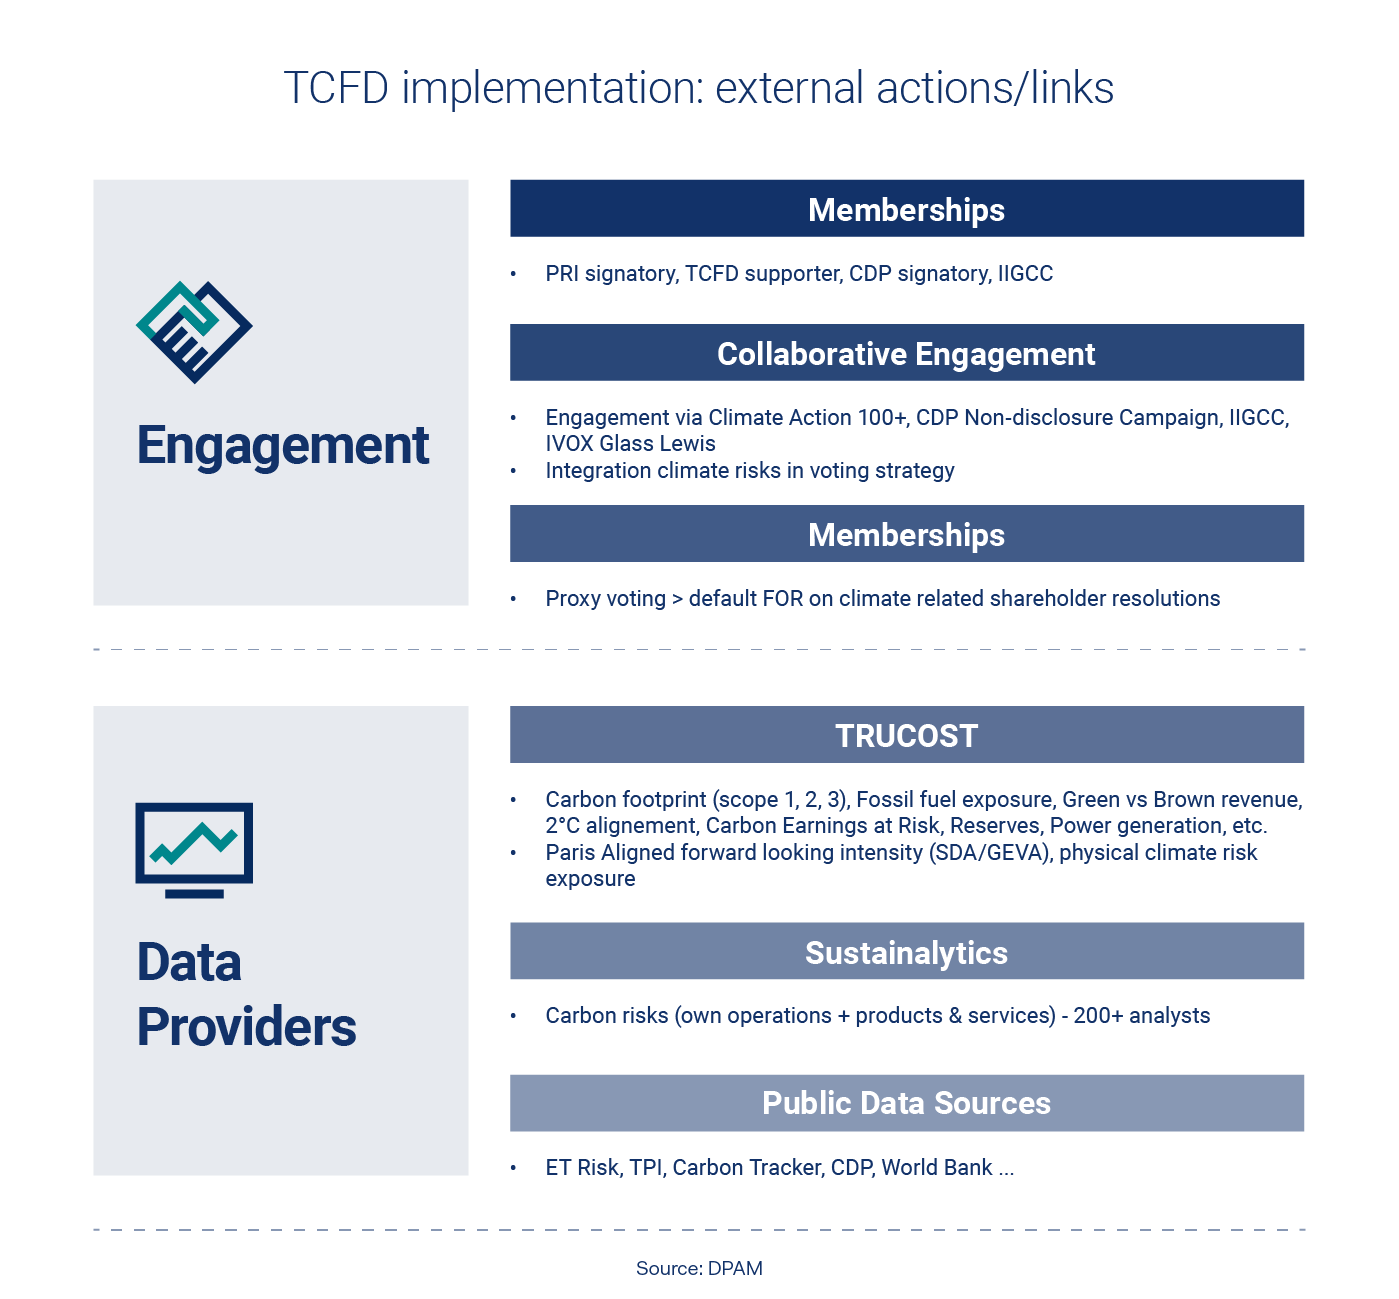 TCFD implementation: external actions/links
Engagement
Memberships
• PRI signatory, TCFD supporter, CDP signatory, IIGCC
Collaborative Engagement
• Engagement via Climate Action 100+, CDP Non-disclosure Campaign, IIGCC,
IVOX Glass Lewis
• Integration climate risks in voting strategy
Memberships
• Proxy voting > default FOR on climate related shareholder resolutions
Data
Providers
TRUCOST
• Carbon footprint (scope 1, 2, 3), Fossil fuel exposure, Green vs Brown revenue,
2°C alignement, Carbon Earnings at Risk, Reserves, Power generation, etc.
• Paris Aligned forward looking intensity (SDA/GEVA), physical climate risk
exposure
Sustainalytics
• Carbon risks (own operations + products & services) - 200+ analysts
Public Data Sources
• ET Risk, TPI, Carbon Tracker, CDP, World Bank ...
Source: DPAM